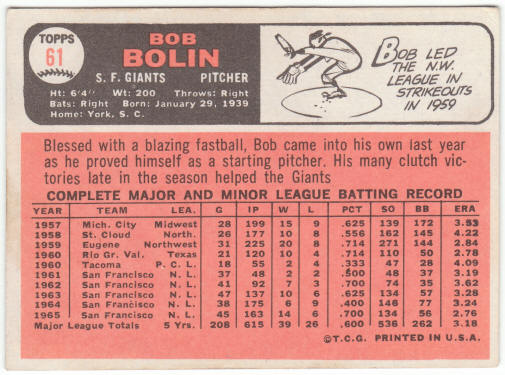 TOPPS
61
BOB
BOLIN
S. F. GIANTS PITCHER
Ht: 6'4" Wt: 200 Throws: Right
Bats: Right Born: January 29, 1939
Home: York, S. C.
BOB LED
THE N.W.
LEAGUE IN
STRIKEOUTS
IN 1959
Blessed with a blazing fastball, Bob came into his own last year
as he proved himself as a starting pitcher. His many clutch vic-
tories late in the season helped the Giants
COMPLETE MAJOR AND MINOR LEAGUE BATTING RECORD
YEAR TEAM LEA. G IP W L PCT SO BB ERA
1957 Mich. City Midwest 28 199 15 9 .625 139 172 3.83
1958 St. Cloud North. 26 177 10 8 .556 162 145 4.22
1959 Eugene Northwest 31 225 20 8 .714 271 144 2.84
1960 Rio Gr. Val. Texas 21 120 10 4 .714 110 50 2.78
1960 Tacoma P. C. L. 18 55 2 4 .333 47 28 4.09
1961 San Francisco N. L. 37 48 2 2 .500 48 37 3.19
1962 San Francisco N. L. 41 92 7 3 .700 74 35 3.62
1963 San Francisco N. L. 47 137 10 6 .625 134 57 3.28
1964 San Francisco N. L. 38 175 6 9 .400 146 77 3.24
1965 San Francisco N. L. 45 163 14 6 .700 134 56 2.76
Major League Totals 5 Yrs. 208 615 39 26 .600 536 262 3.18
©T.C.G. PRINTED IN U.S.A.